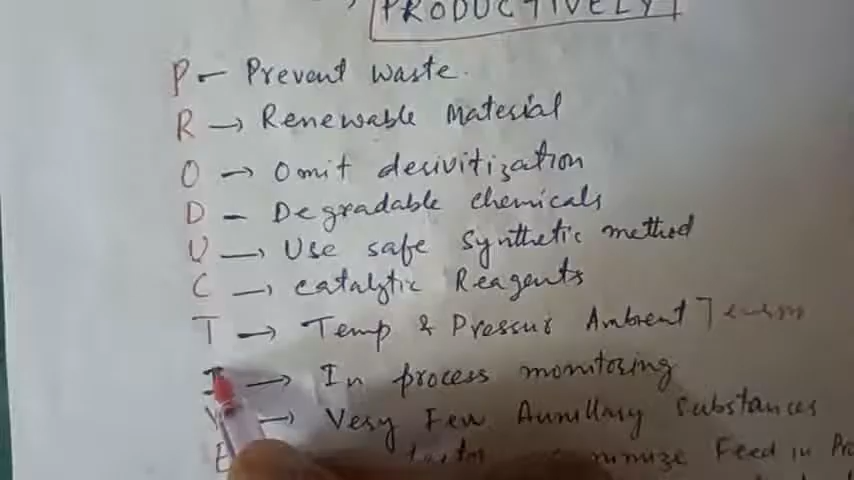 PRODUCTIVELY
P – Prevent waste.
R → Renewable Material
O → Omit derivitization
D – Degradable chemicals
U → Use safe synthetic method
C → Catalytic Reagents
T → Temp & Pressur Ambient
I → In process monitoring
V → Very Few Auxillary substances
E Feed in